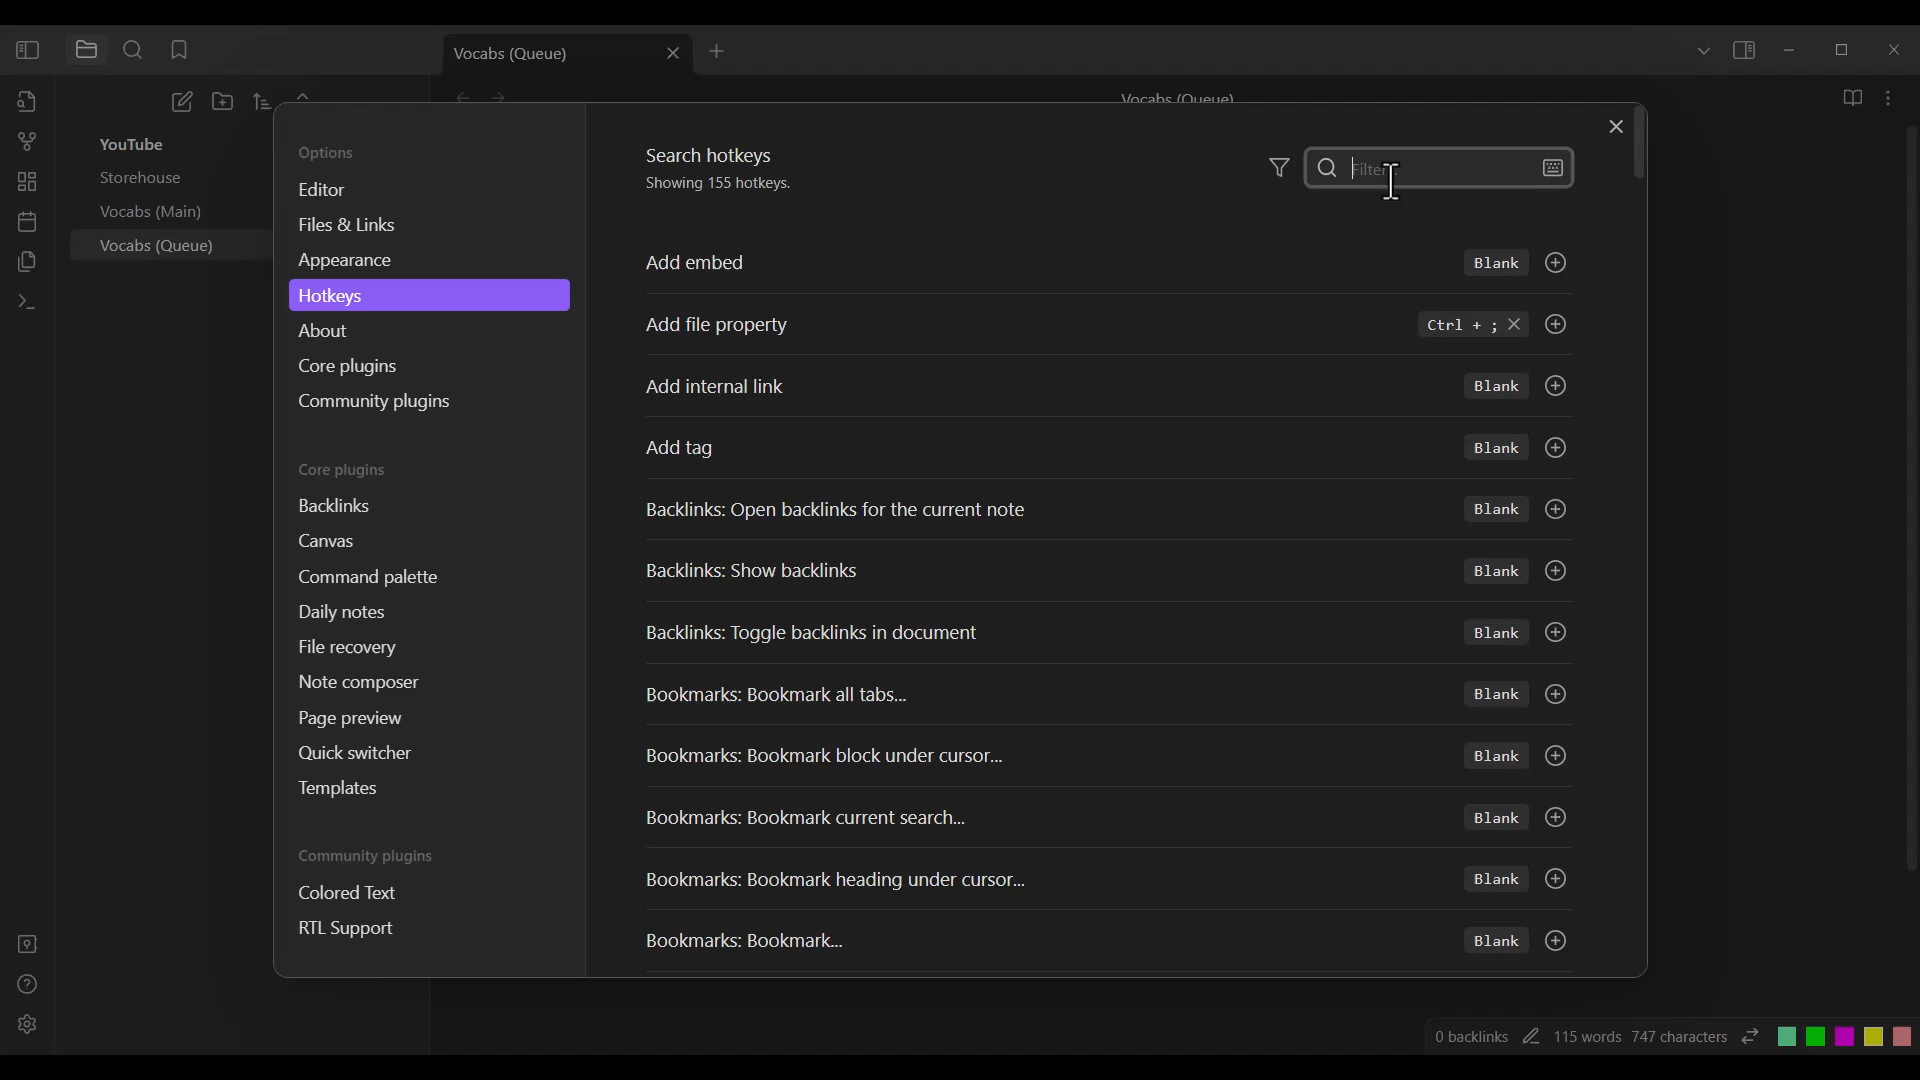 Vocabs (Queue)
Vocabs (Queue)
YouTube
Storehouse
Vocabs (Main)
Vocabs (Queue)
Options
Editor
Files & Links
Appearance
Hotkeys
About
Core plugins
Community plugins
Core plugins
Backlinks
Canvas
Command palette
Daily notes
File recovery
Note composer
Page preview
Quick switcher
Templates
Community plugins
Colored Text
RTL Support
Search hotkeys
Showing 155 hotkeys.
Filter
Add embed Blank
Add file property Ctrl + ;
Add internal link Blank
Add tag Blank
Backlinks: Open backlinks for the current note Blank
Backlinks: Show backlinks Blank
Backlinks: Toggle backlinks in document Blank
Bookmarks: Bookmark all tabs... Blank
Bookmarks: Bookmark block under cursor... Blank
Bookmarks: Bookmark current search... Blank
Bookmarks: Bookmark heading under cursor... Blank
Bookmarks: Bookmark... Blank
0 backlinks 115 words 747 characters